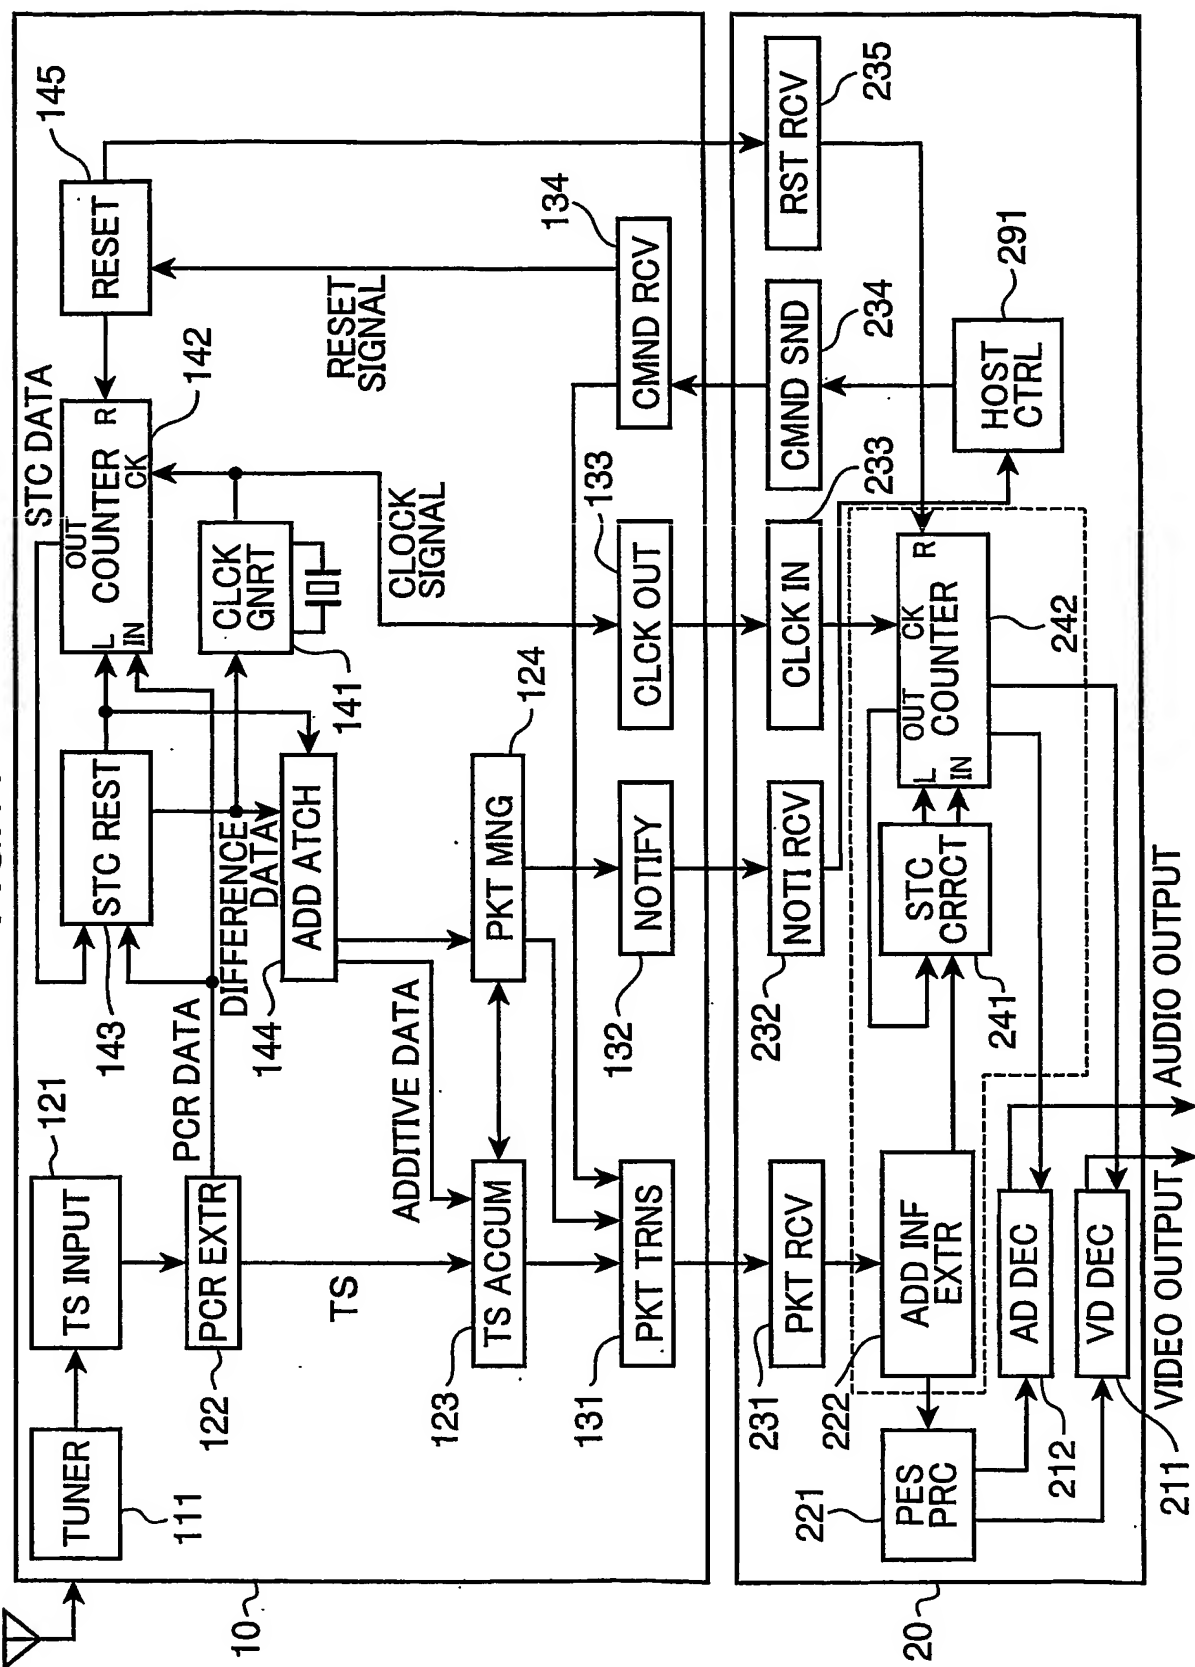 TUNER
111
TS INPUT
121
PCR EXTR
122
PCR DATA
TS
STC REST
143
STC DATA
OUT
L
IN
COUNTER
R
CK
142
RESET
145
CLCK
GNRT
141
DIFFERENCE
DATA
ADD ATCH
144
ADDITIVE DATA
CLOCK
SIGNAL
RESET
SIGNAL
TS ACCUM
123
PKT MNG
124
PKT TRNS
131
NOTIFY
132
CLCK OUT
133
CMND RCV
134
10
PKT RCV
231
NOTI RCV
232
CLCK IN
233
CMND SND
234
RST RCV
235
ADD INF
EXTR
222
STC
CRRCT
241
OUT
CK
R
L
IN
COUNTER
242
HOST
CTRL
291
PES
PRC
221
AD DEC
212
VD DEC
211
20
VIDEO OUTPUT
AUDIO OUTPUT